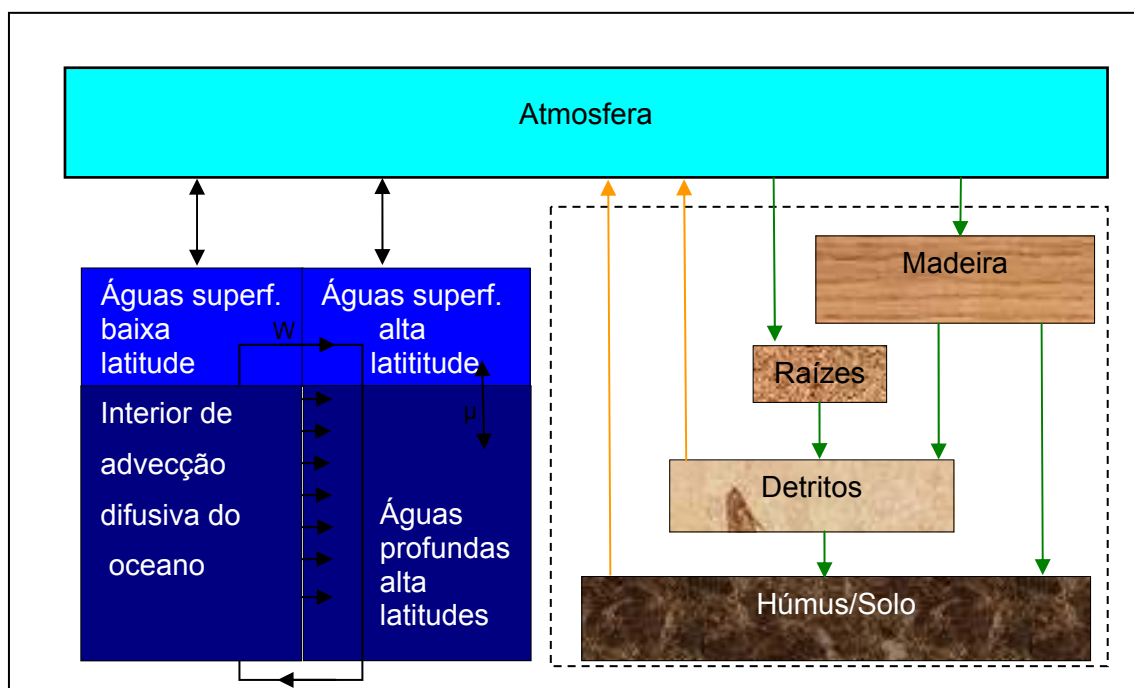 Atmosfera
Águas superf.
baixa
latitude
W
Águas superf.
alta
latititude
μ
Interior de
advecção
difusiva do
oceano
Águas
profundas
alta
latitudes
Madeira
Raízes
Detritos
Húmus/Solo